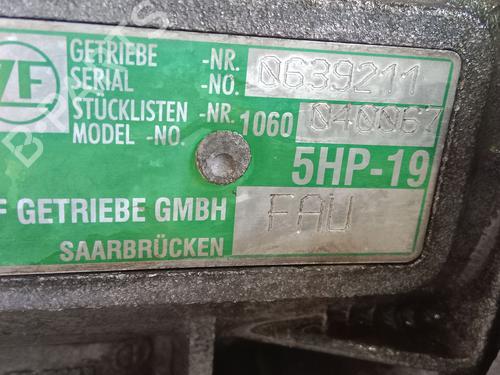 ZF
GETRIEBE -NR. 0639211
SERIAL -NO.
STÜCKLISTEN -NR. 1060 040067
MODEL -NO.
5HP-19
F GETRIEBE GMBH FAU
SAARBRÜCKEN